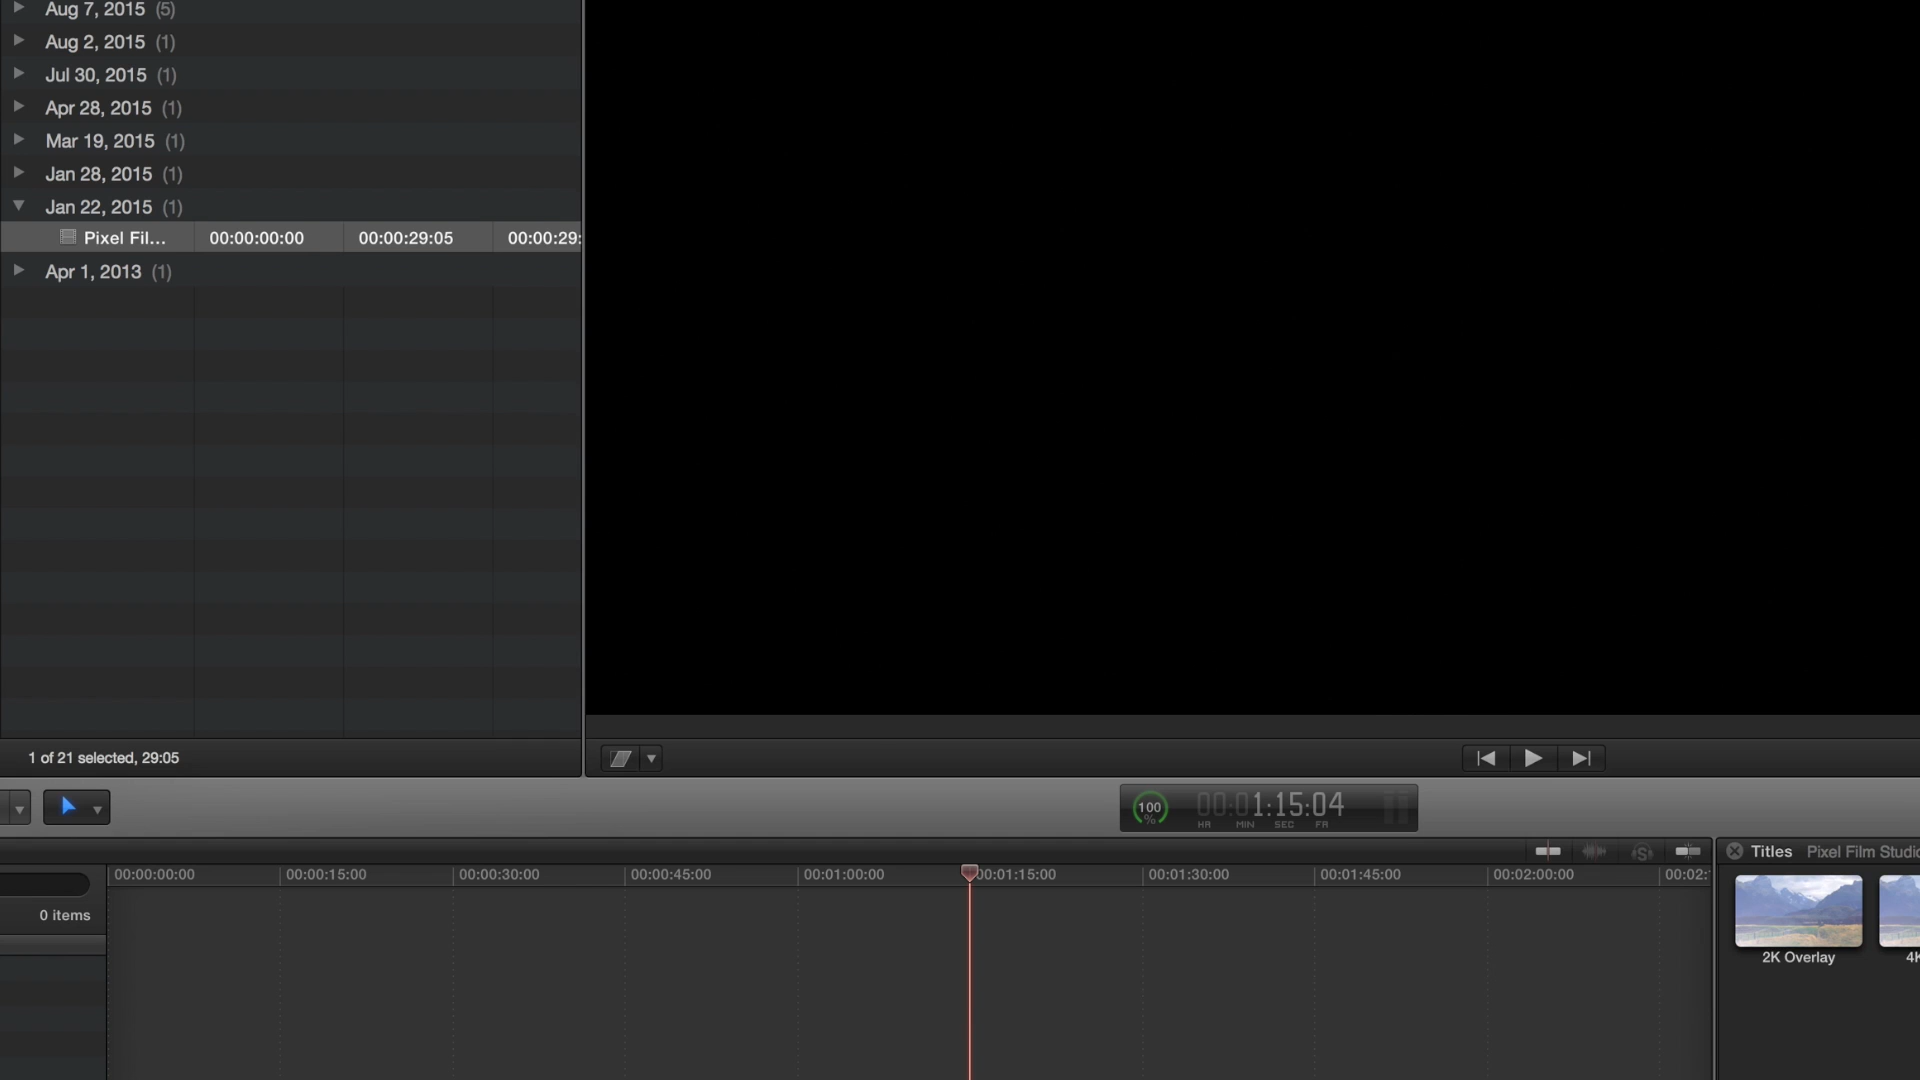 Aug 7, 2015 (5)
Aug 2, 2015 (1)
Jul 30, 2015 (1)
Apr 28, 2015 (1)
Mar 19, 2015 (1)
Jan 28, 2015 (1)
Jan 22, 2015 (1)
Pixel Fil... 00:00:00:00 00:00:29:05 00:00:29:
Apr 1, 2013 (1)
1 of 21 selected, 29:05
100 % 00:01:15:04
HR MIN SEC FR
Titles Pixel Film Studio
00:00:00:00 00:00:15:00 00:00:30:00 00:00:45:00 00:01:00:00 00:01:15:00 00:01:30:00 00:01:45:00 00:02:00:00 00:02:
0 items
2K Overlay 4K